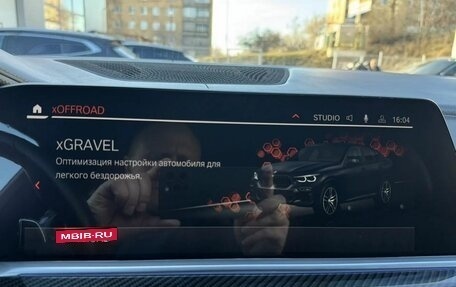 xOFFROAD
STUDIO 16:04
xGRAVEL
Оптимизация настройки автомобиля для
легкого бездорожья.
MBIB-RU